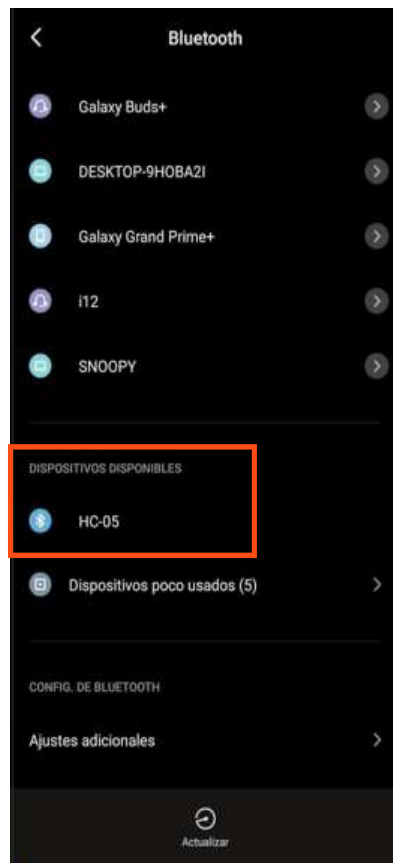 Bluetooth
Galaxy Buds+
DESKTOP-9HOBA2I
Galaxy Grand Prime+
i12
SNOOPY
DISPOSITIVOS DISPONIBLES
HC-05
Dispositivos poco usados (5)
CONFIG. DE BLUETOOTH
Ajustes adicionales
Actualizar